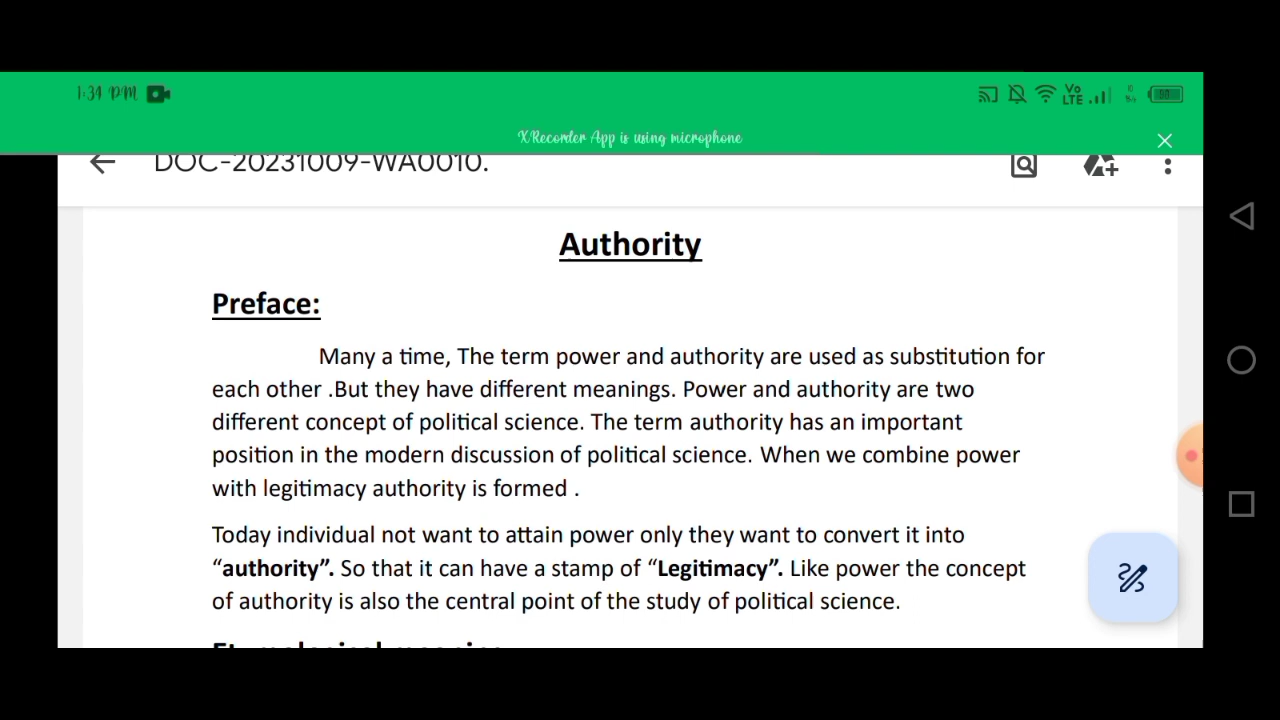 1:34 PM
Vo
LTE
XRecorder App is using microphone
DOC-20231009-WA0010.
Authority
Preface:
Many a time, The term power and authority are used as substitution for
each other .But they have different meanings. Power and authority are two
different concept of political science. The term authority has an important
position in the modern discussion of political science. When we combine power
with legitimacy authority is formed .
Today individual not want to attain power only they want to convert it into
“authority”. So that it can have a stamp of “Legitimacy”. Like power the concept
of authority is also the central point of the study of political science.